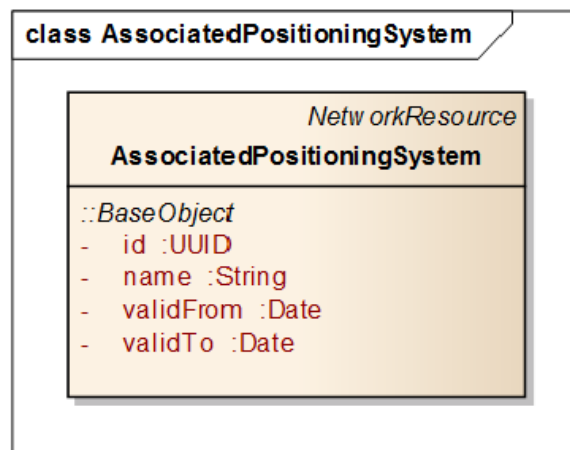 class AssociatedPositioningSystem
NetworkResource
AssociatedPositioningSystem
::BaseObject
- id :UUID
- name :String
- validFrom :Date
- validTo :Date